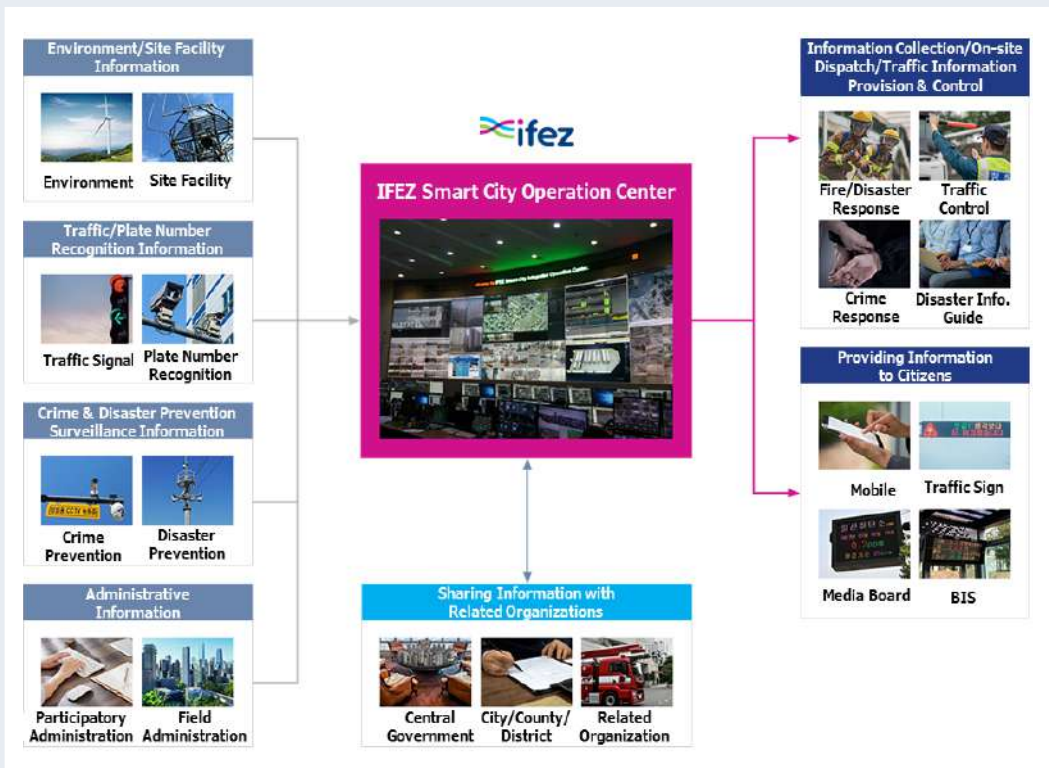 Environment/Site Facility
Information
Environment
Site Facility
Traffic/Plate Number
Recognition Information
Traffic Signal
Plate Number
Recognition
Crime & Disaster Prevention
Surveillance Information
Crime
Prevention
Disaster
Prevention
Administrative
Information
Participatory
Administration
Field
Administration
ifez
IFEZ Smart City Operation Center
Sharing Information with
Related Organizations
Central
Government
City/County/
District
Related
Organization
Information Collection/On-site
Dispatch/Traffic Information
Provision & Control
Fire/Disaster
Response
Traffic
Control
Crime
Response
Disaster Info.
Guide
Providing Information
to Citizens
Mobile
Traffic Sign
Media Board
BIS